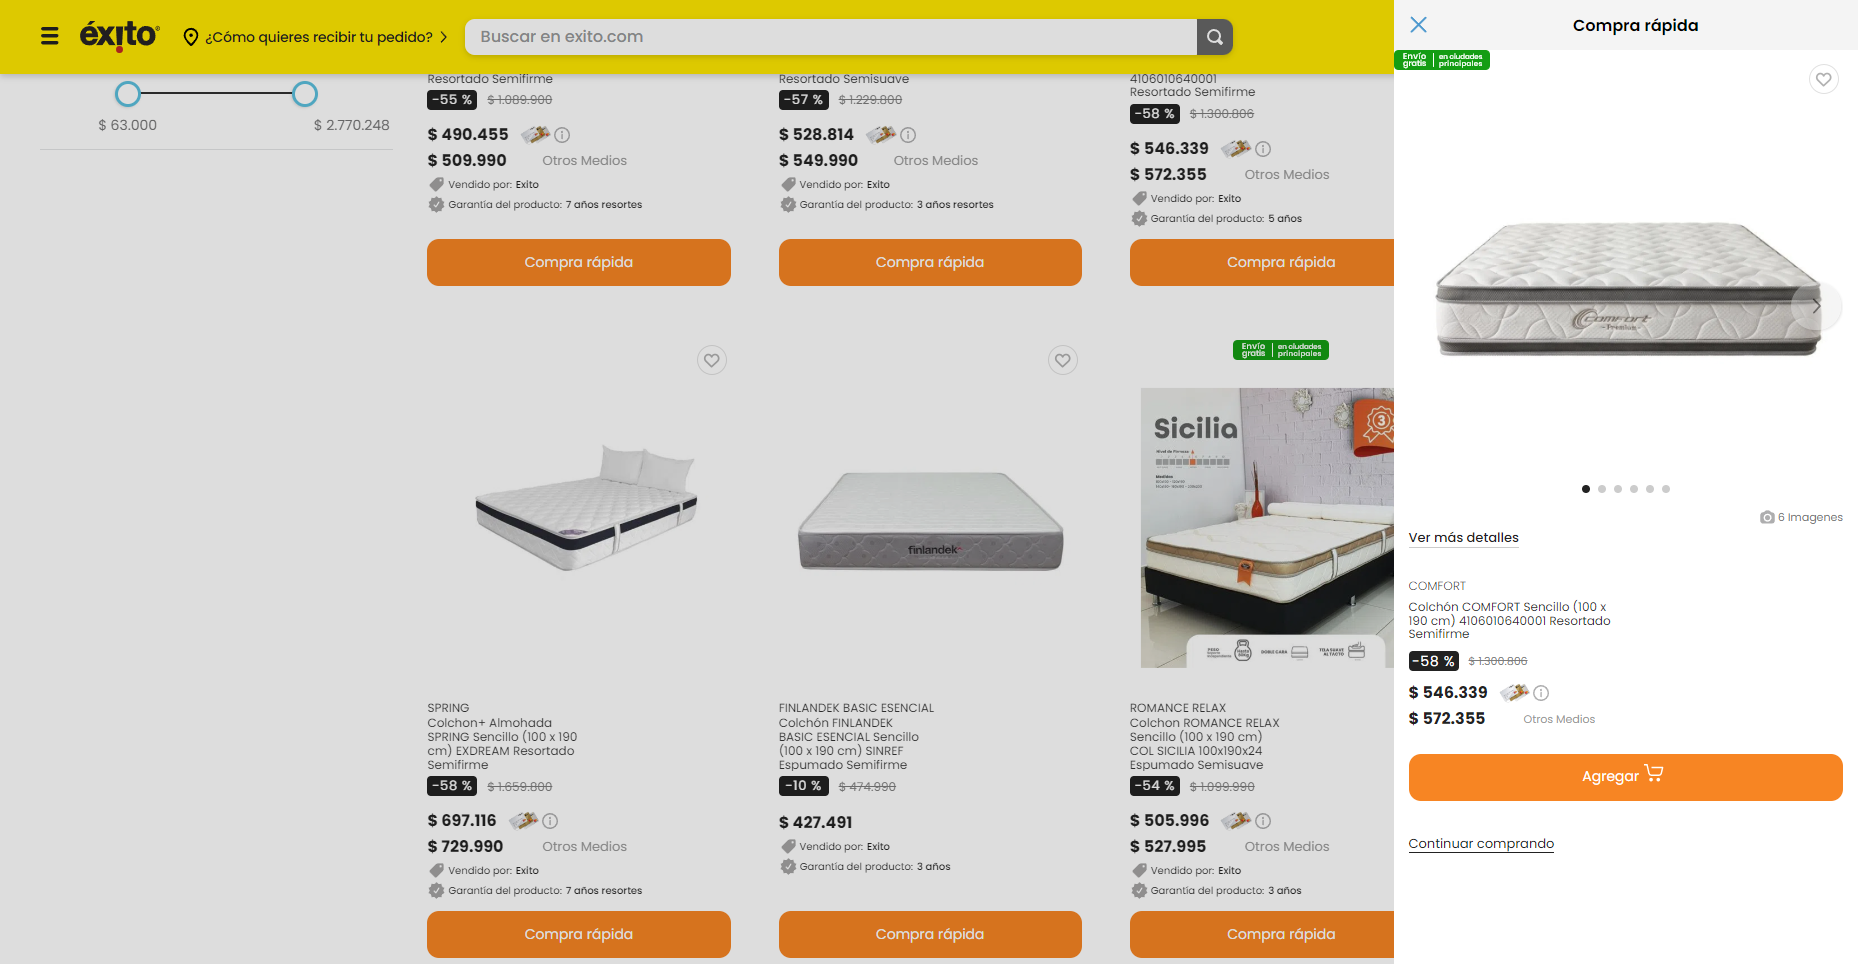 éxito
¿Cómo quieres recibir tu pedido?
Buscar en exito.com
Compra rápida
$ 63.000
$ 2.770.248
Resortado Semifirme
-55 % $ 1.089.900
$ 490.455
$ 509.990 Otros Medios
Vendido por: Exito
Garantía del producto: 7 años resortes
Compra rápida
Resortado Semisuave
-57 % $ 1.229.800
$ 528.814
$ 549.990 Otros Medios
Vendido por: Exito
Garantía del producto: 3 años resortes
Compra rápida
4106010640001
Resortado Semifirme
-58 % $ 1.300.806
$ 546.339
$ 572.355 Otros Medios
Vendido por: Exito
Garantía del producto: 5 años
Compra rápida
SPRING
Colchon+ Almohada
SPRING Sencillo (100 x 190
cm) EXDREAM Resortado
Semifirme
-58 % $ 1.659.800
$ 697.116
$ 729.990 Otros Medios
Vendido por: Exito
Garantía del producto: 7 años resortes
Compra rápida
finlandek
FINLANDEK BASIC ESENCIAL
Colchón FINLANDEK
BASIC ESENCIAL Sencillo
(100 x 190 cm) SINREF
Espumado Semifirme
-10 % $ 474.990
$ 427.491
Vendido por: Exito
Garantía del producto: 3 años
Compra rápida
Envío gratis en ciudades principales
Sicilia
3
Nivel de Firmeza
Medidas
DOBLE CARA
TELA SUAVE
AL TACTO
ROMANCE RELAX
Colchon ROMANCE RELAX
Sencillo (100 x 190 cm)
COL SICILIA 100x190x24
Espumado Semisuave
-54 % $ 1.099.990
$ 505.996
$ 527.995 Otros Medios
Vendido por: Exito
Garantía del producto: 3 años
Compra rápida
Envío gratis en ciudades principales
Comfort
- Premium -
6 Imagenes
Ver más detalles
COMFORT
Colchón COMFORT Sencillo (100 x
190 cm) 4106010640001 Resortado
Semifirme
-58 % $ 1.300.806
$ 546.339
$ 572.355 Otros Medios
Agregar
Continuar comprando